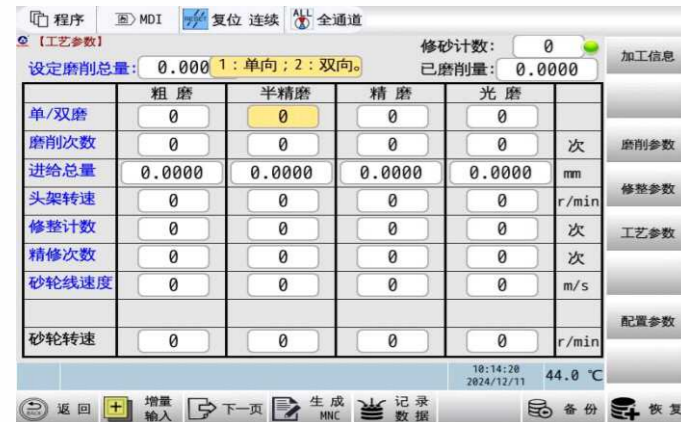 程序 MDI RESET 复位 连续 ALL 全通道
【工艺参数】 修砂计数: 0
设定磨削总量: 0.000 1：单向；2：双向。 已磨削量: 0.0000
粗 磨 半精磨 精 磨 光 磨
单/双磨 0 0 0 0
磨削次数 0 0 0 0 次
进给总量 0.0000 0.0000 0.0000 0.0000 mm
头架转速 0 0 0 0 r/min
修整计数 0 0 0 0 次
精修次数 0 0 0 0 次
砂轮线速度 0 0 0 0 m/s
砂轮转速 0 0 0 0 r/min
加工信息
磨削参数
修整参数
工艺参数
配置参数
10:14:20
2024/12/11
44.0 ℃
BACK 返 回 增量输入 下一页 生 成 MNC 记 录 数 据 备 份 恢 复